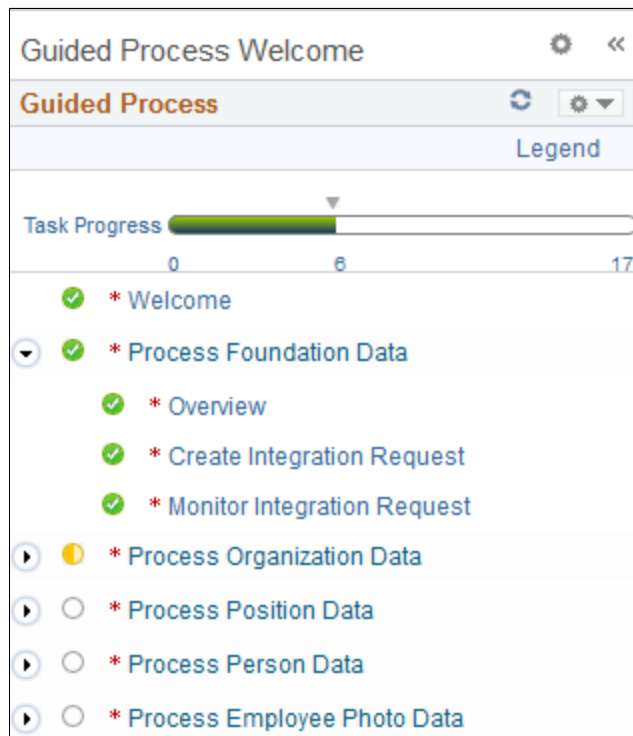 Guided Process Welcome
Guided Process
Legend
Task Progress
0 6 17
* Welcome
* Process Foundation Data
* Overview
* Create Integration Request
* Monitor Integration Request
* Process Organization Data
* Process Position Data
* Process Person Data
* Process Employee Photo Data